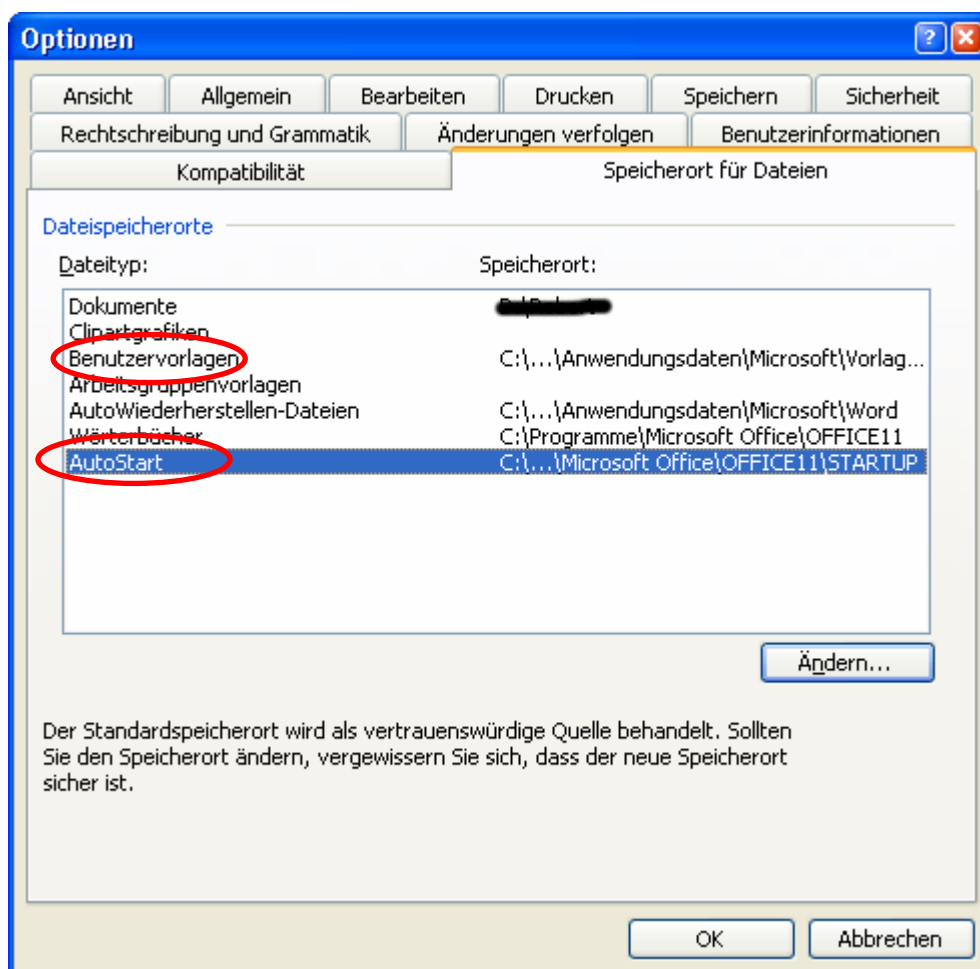 Optionen
Ansicht Allgemein Bearbeiten Drucken Speichern Sicherheit
Rechtschreibung und Grammatik Änderungen verfolgen Benutzerinformationen
Kompatibilität Speicherort für Dateien
Dateispeicherorte
Dateityp: Speicherort:
Dokumente
Clipartgrafiken
Benutzervorlagen C:\...\Anwendungsdaten\Microsoft\Vorlag...
Arbeitsgruppenvorlagen
AutoWiederherstellen-Dateien C:\...\Anwendungsdaten\Microsoft\Word
Wörterbücher C:\Programme\Microsoft Office\OFFICE11
AutoStart C:\...\Microsoft Office\OFFICE11\STARTUP
Ändern...
Der Standardspeicherort wird als vertrauenswürdige Quelle behandelt. Sollten
Sie den Speicherort ändern, vergewissern Sie sich, dass der neue Speicherort
sicher ist.
OK Abbrechen